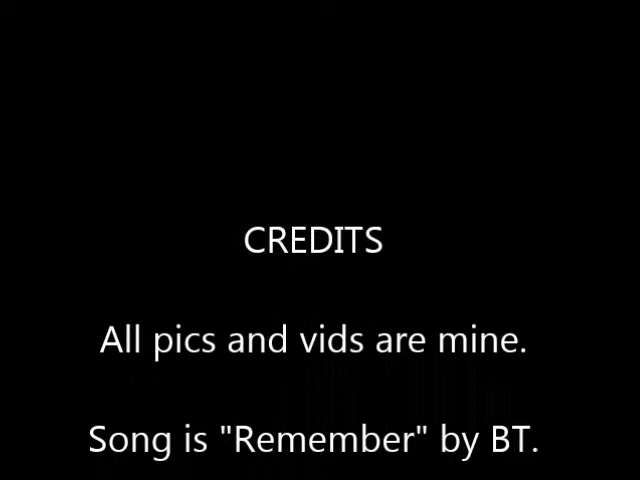 CREDITS
All pics and vids are mine.
Song is "Remember" by BT.